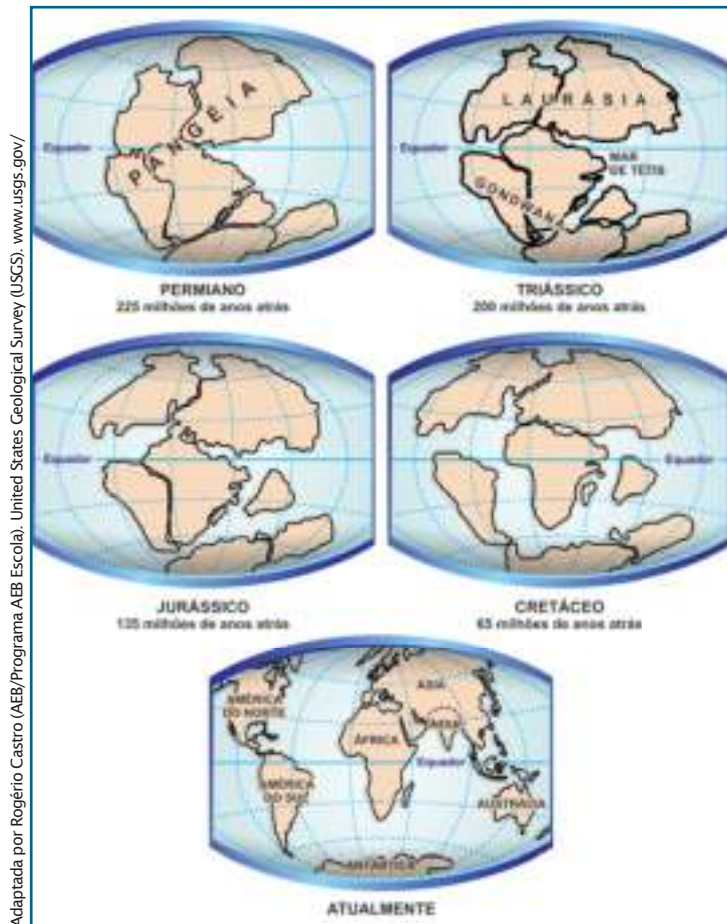 Adaptada por Rogério Castro (AEB/Programa AEB Escola). United States Geological Survey (USGS). www.usgs.gov/
PANGÉIA
Equador
PERMIANO
225 milhões de anos atrás
LAURÁSIA
Equador
MAR
DE TÉTIS
GONDWANA
TRIÁSSICO
200 milhões de anos atrás
Equador
JURÁSSICO
135 milhões de anos atrás
Equador
CRETÁCEO
65 milhões de anos atrás
AMÉRICA
DO NORTE
ÁSIA
ÍNDIA
ÁFRICA
Equador
AMÉRICA
DO SUL
AUSTRÁLIA
ANTÁRTICA
ATUALMENTE